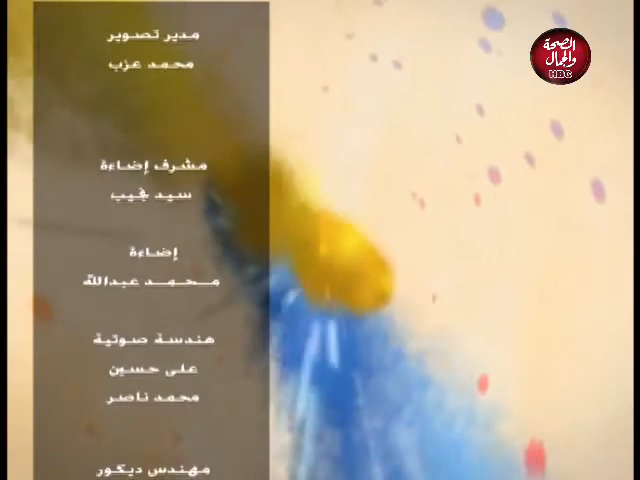 الصحة
والجمال
HBC
مدير تصوير
محمد عزب
مشرف إضاءة
سيد نجيب
إضاءة
محمد عبدالله
هندسة صوتية
على حسين
محمد ناصر
مهندس ديكور